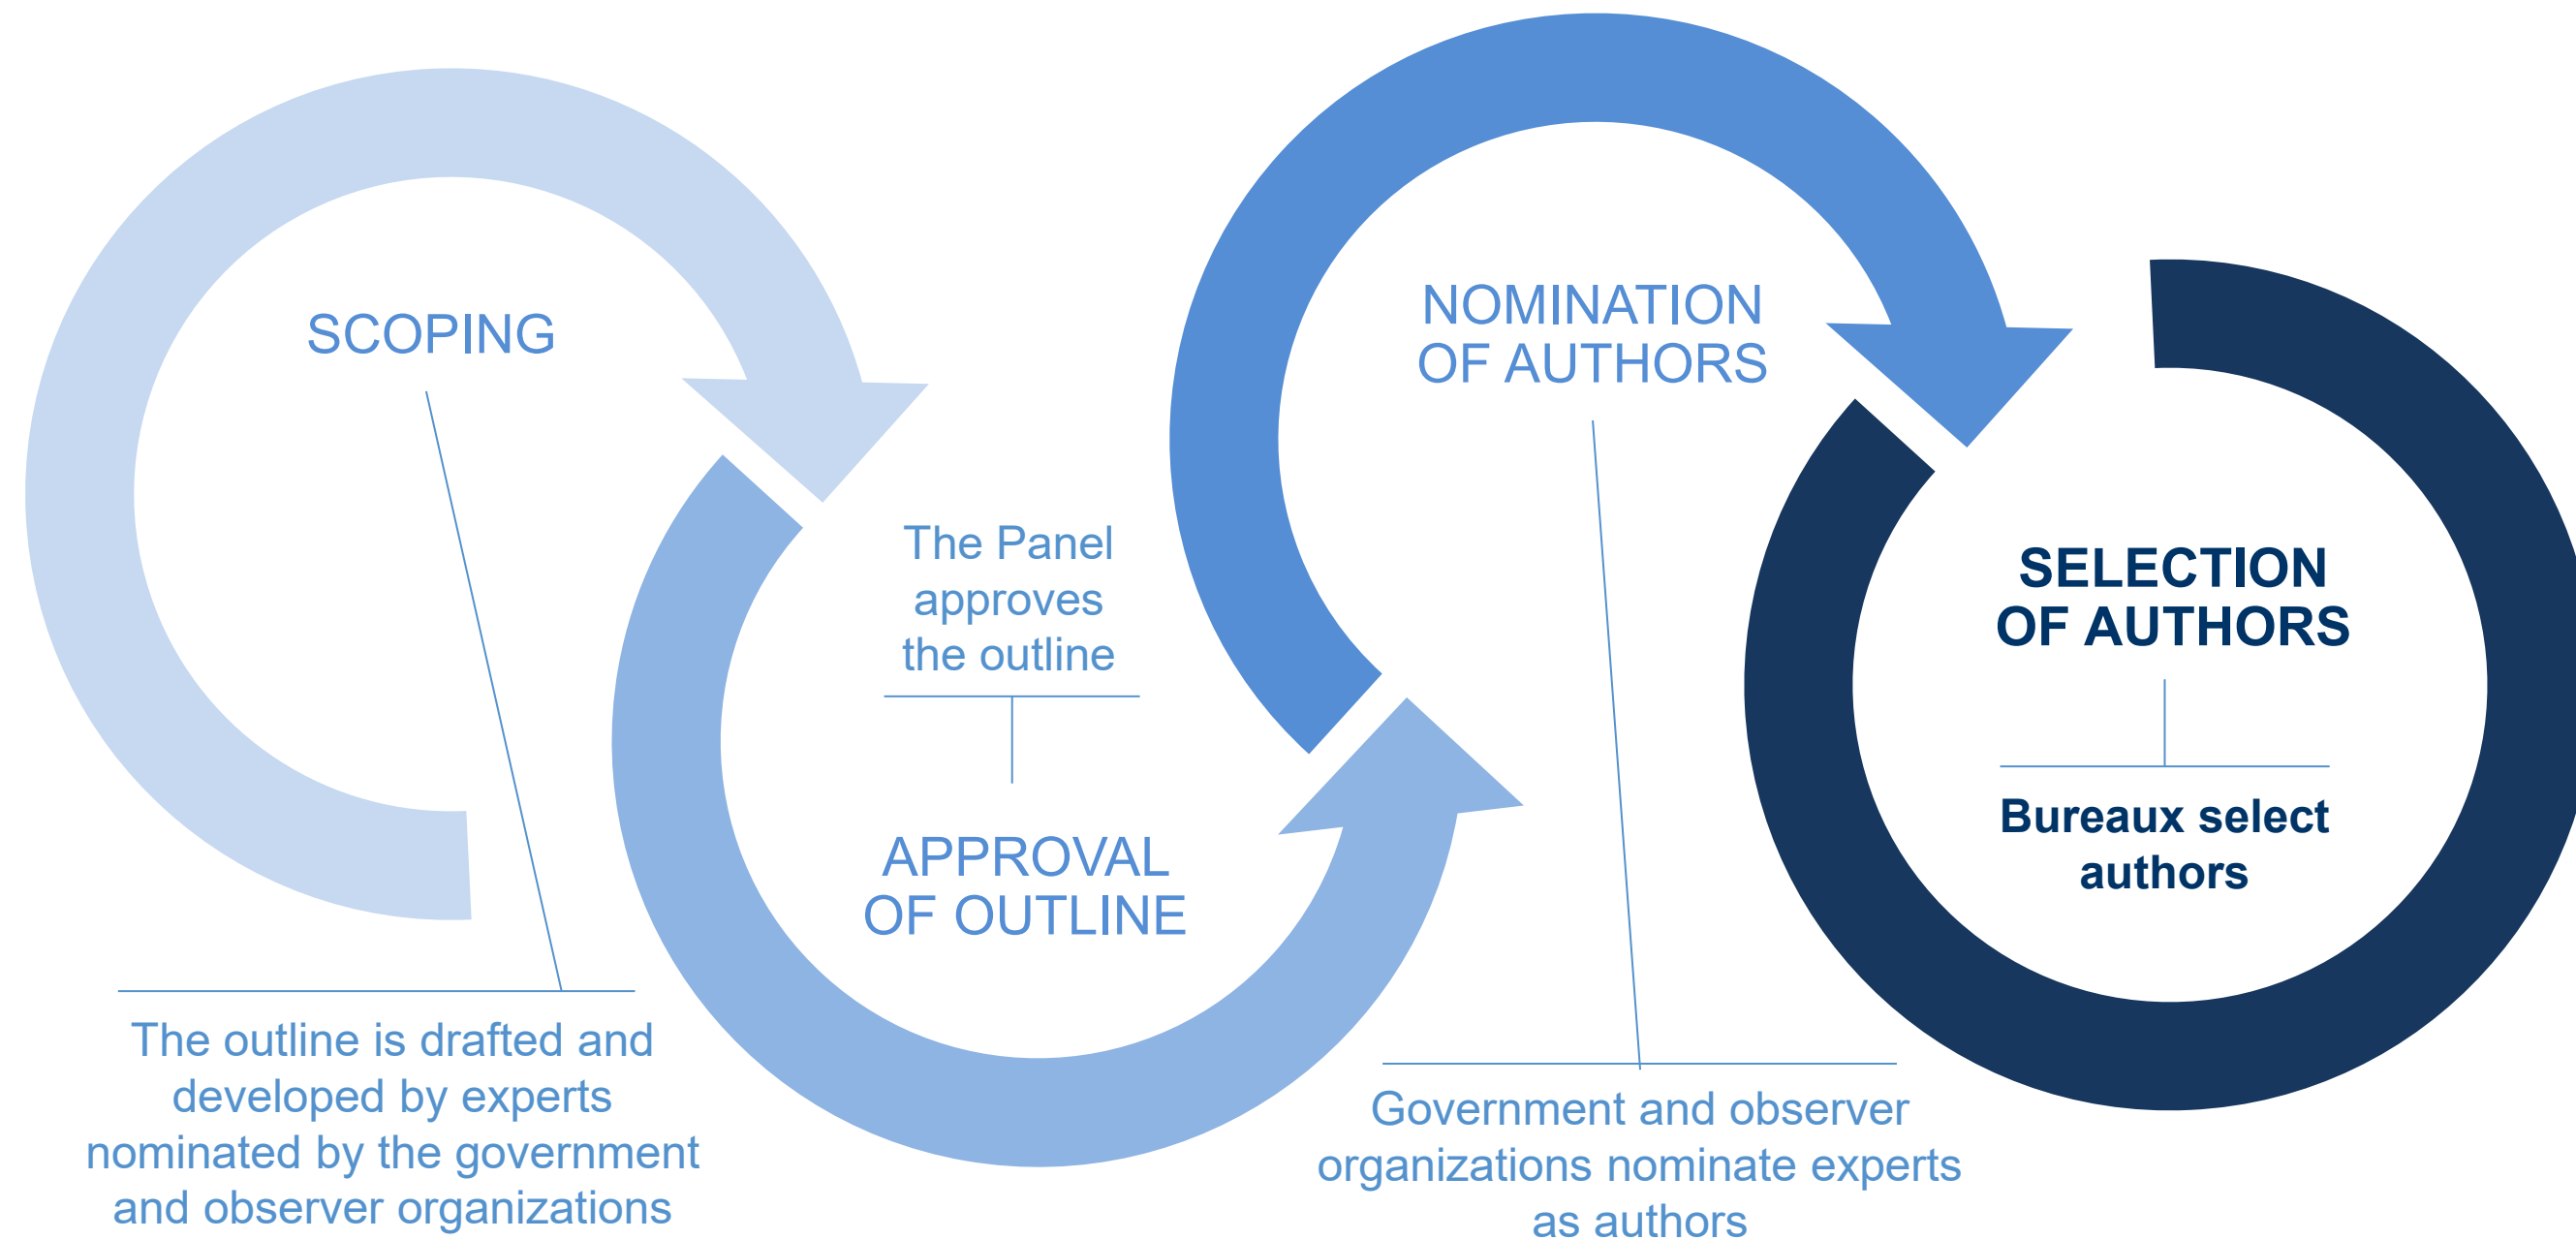 SCOPING
The outline is drafted and
developed by experts
nominated by the government
and observer organizations
The Panel
approves
the outline
APPROVAL
OF OUTLINE
NOMINATION
OF AUTHORS
Government and observer
organizations nominate experts
as authors
SELECTION
OF AUTHORS
Bureaux select
authors